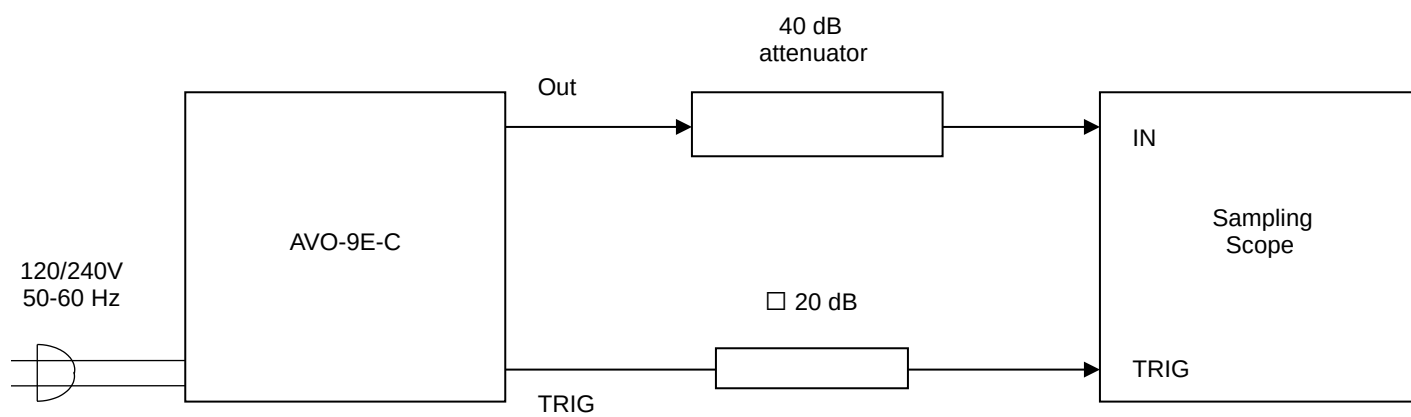 40 dB
attenuator
Out
IN
AVO-9E-C
Sampling
Scope
120/240V
50-60 Hz
□ 20 dB
TRIG
TRIG